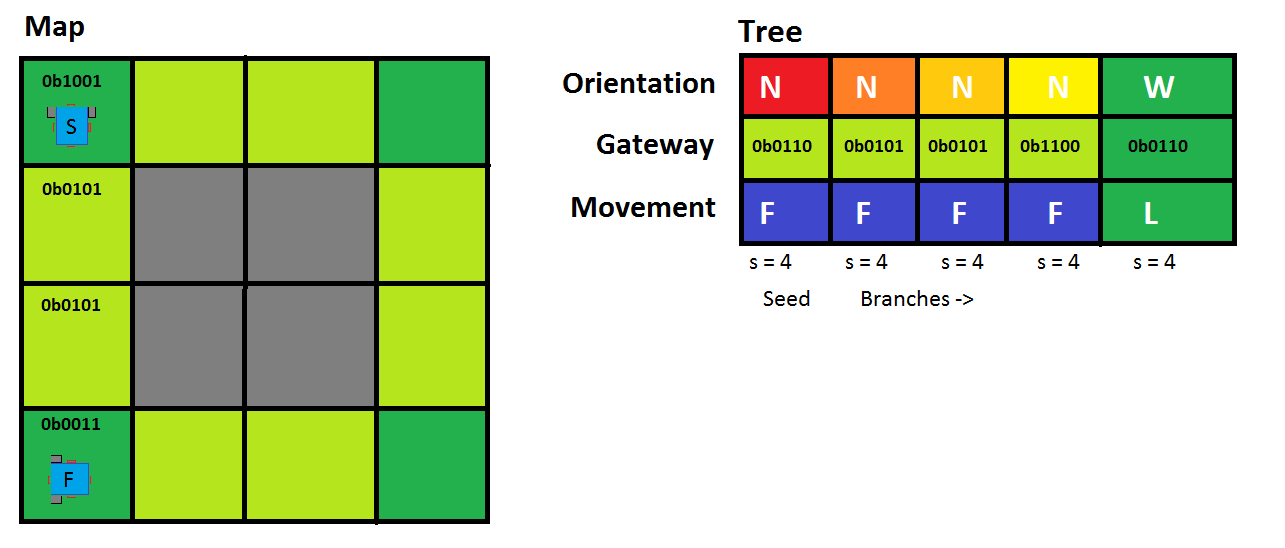 Map
0b1001
S
0b0101
0b0101
0b0011
F
Tree
Orientation N N N N W
Gateway 0b0110 0b0101 0b0101 0b1100 0b0110
Movement F F F F L
s = 4 s = 4 s = 4 s = 4 s = 4
Seed Branches ->